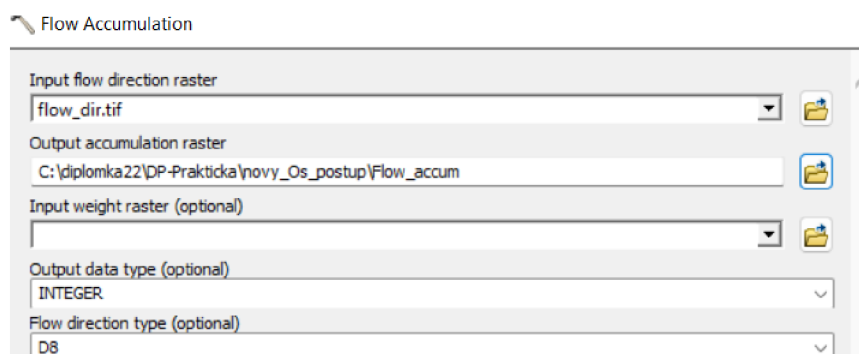 Flow Accumulation
Input flow direction raster
flow_dir.tif
Output accumulation raster
C:\diplomka22\DP-Prakticka\novy_Os_postup\Flow_accum
Input weight raster (optional)
Output data type (optional)
INTEGER
Flow direction type (optional)
D8